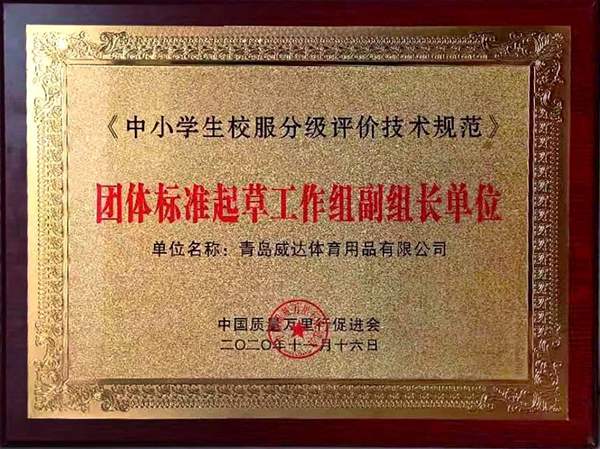 《中小学生校服分级评价技术规范》
团体标准起草工作组副组长单位
单位名称：青岛威达体育用品有限公司
中国质量万里行促进会
二〇二〇年十一月十六日